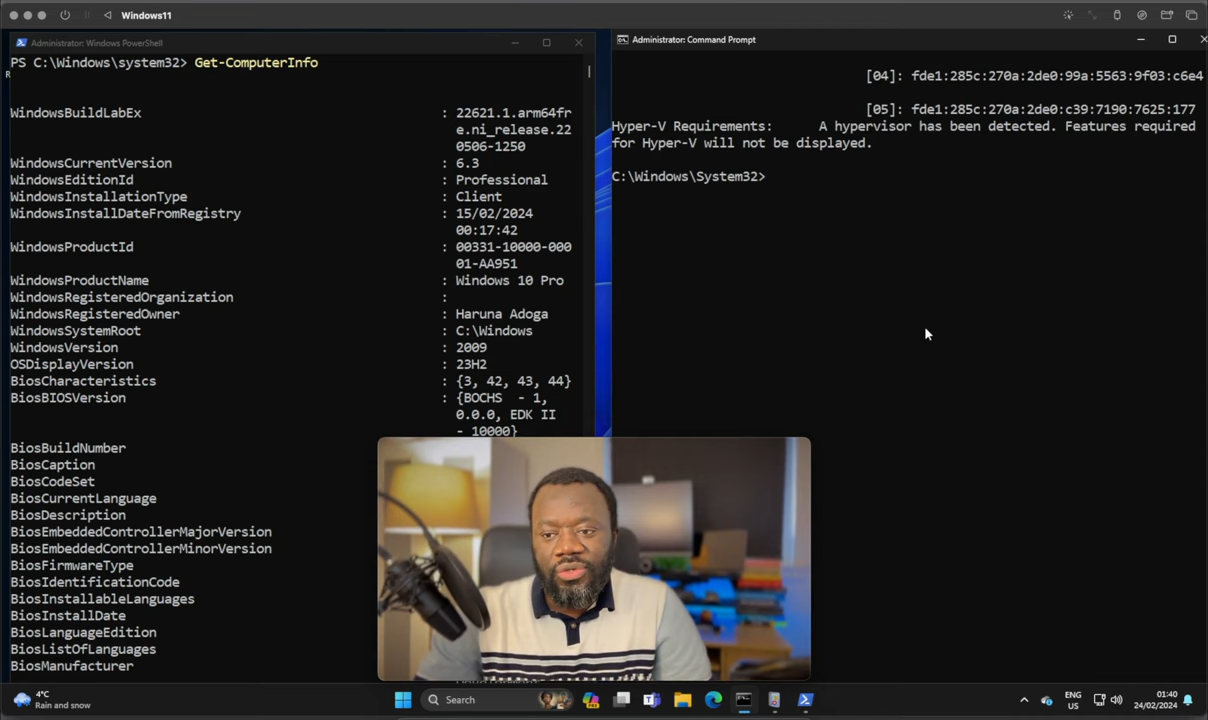 Windows11
Administrator: Windows PowerShell
PS C:\Windows\system32> Get-ComputerInfo
R
WindowsBuildLabEx : 22621.1.arm64fr
e.ni_release.22
0506-1250
WindowsCurrentVersion : 6.3
WindowsEditionId : Professional
WindowsInstallationType : Client
WindowsInstallDateFromRegistry : 15/02/2024
00:17:42
WindowsProductId : 00331-10000-000
01-AA951
WindowsProductName : Windows 10 Pro
WindowsRegisteredOrganization :
WindowsRegisteredOwner : Haruna Adoga
WindowsSystemRoot : C:\Windows
WindowsVersion : 2009
OSDisplayVersion : 23H2
BiosCharacteristics : {3, 42, 43, 44}
BiosBIOSVersion : {BOCHS - 1,
0.0.0, EDK II
- 10000}
BiosBuildNumber
BiosCaption
BiosCodeSet
BiosCurrentLanguage
BiosDescription
BiosEmbeddedControllerMajorVersion
BiosEmbeddedControllerMinorVersion
BiosFirmwareType
BiosIdentificationCode
BiosInstallableLanguages
BiosInstallDate
BiosLanguageEdition
BiosListOfLanguages
BiosManufacturer
Administrator: Command Prompt
[04]: fde1:285c:270a:2de0:99a:5563:9f03:c6e4
[05]: fde1:285c:270a:2de0:c39:7190:7625:177
Hyper-V Requirements: A hypervisor has been detected. Features required
for Hyper-V will not be displayed.
C:\Windows\System32>
4°C
Rain and snow
Search
ENG
US
01:40
24/02/2024